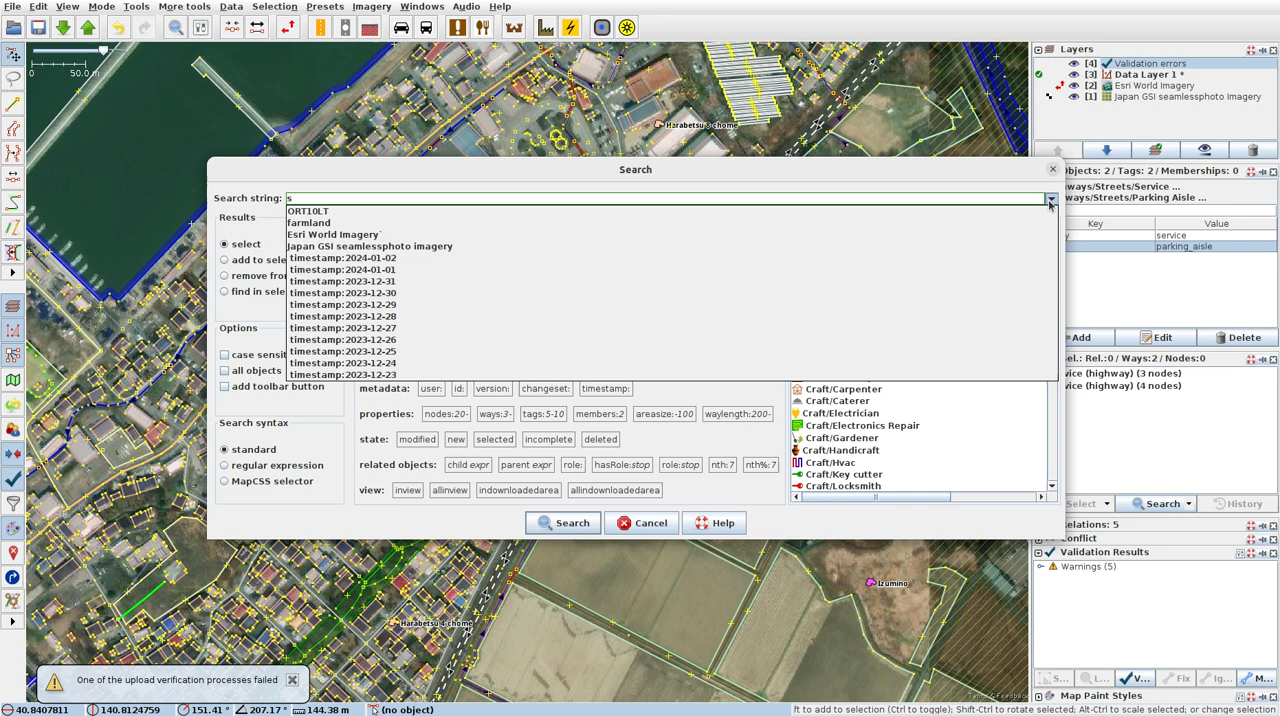 File Edit View Mode Tools More tools Data Selection Presets Imagery Windows Audio Help
0 50.0 m
Layers
[4] Validation errors
[3] Data Layer 1 *
[2] Esri World Imagery
[1] Japan GSI seamlessphoto Imagery
Harabetsu 3-chome
Search
Search string: s
ORT10LT
farmland
Esri World Imagery`
Japan GSI seamlessphoto imagery
timestamp:2024-01-02
timestamp:2024-01-01
timestamp:2023-12-31
timestamp:2023-12-30
timestamp:2023-12-29
timestamp:2023-12-28
timestamp:2023-12-27
timestamp:2023-12-26
timestamp:2023-12-25
timestamp:2023-12-24
timestamp:2023-12-23
Results
select
add to sele
remove fro
find in sele
Options
case sensit
all objects
add toolbar button
Search syntax
standard
regular expression
MapCSS selector
metadata: user: id: version: changeset: timestamp:
properties: nodes:20- ways:3- tags:5-10 members:2 areasize:-100 waylength:200-
state: modified new selected incomplete deleted
related objects: child expr parent expr role: hasRole:stop role:stop nth:7 nth%:7
view: inview allinview indownloadedarea allindownloadedarea
Craft/Carpenter
Craft/Caterer
Craft/Electrician
Craft/Electronics Repair
Craft/Gardener
Craft/Handicraft
Craft/Hvac
Craft/Key cutter
Craft/Locksmith
Search Cancel Help
Objects: 2 / Tags: 2 / Memberships: 0
ways/Streets/Service ...
ways/Streets/Parking Aisle ...
Key Value
y service
parking_aisle
Add Edit Delete
el.: Rel.:0 / Ways:2 / Nodes:0
vice (highway) (3 nodes)
vice (highway) (4 nodes)
Select Search History
Relations: 5
Conflict
Validation Results
Warnings (5)
Izumino
Harabetsu 4-chome
One of the upload verification processes failed
S... L... V... Fix Ig... M...
Map Paint Styles
40.8407811 140.8124759 151.41 ° 207.17° 144.38 m (no object) ft to add to selection (Ctrl to toggle); Shift-Ctrl to rotate selected; Alt-Ctrl to scale selected; or change selection